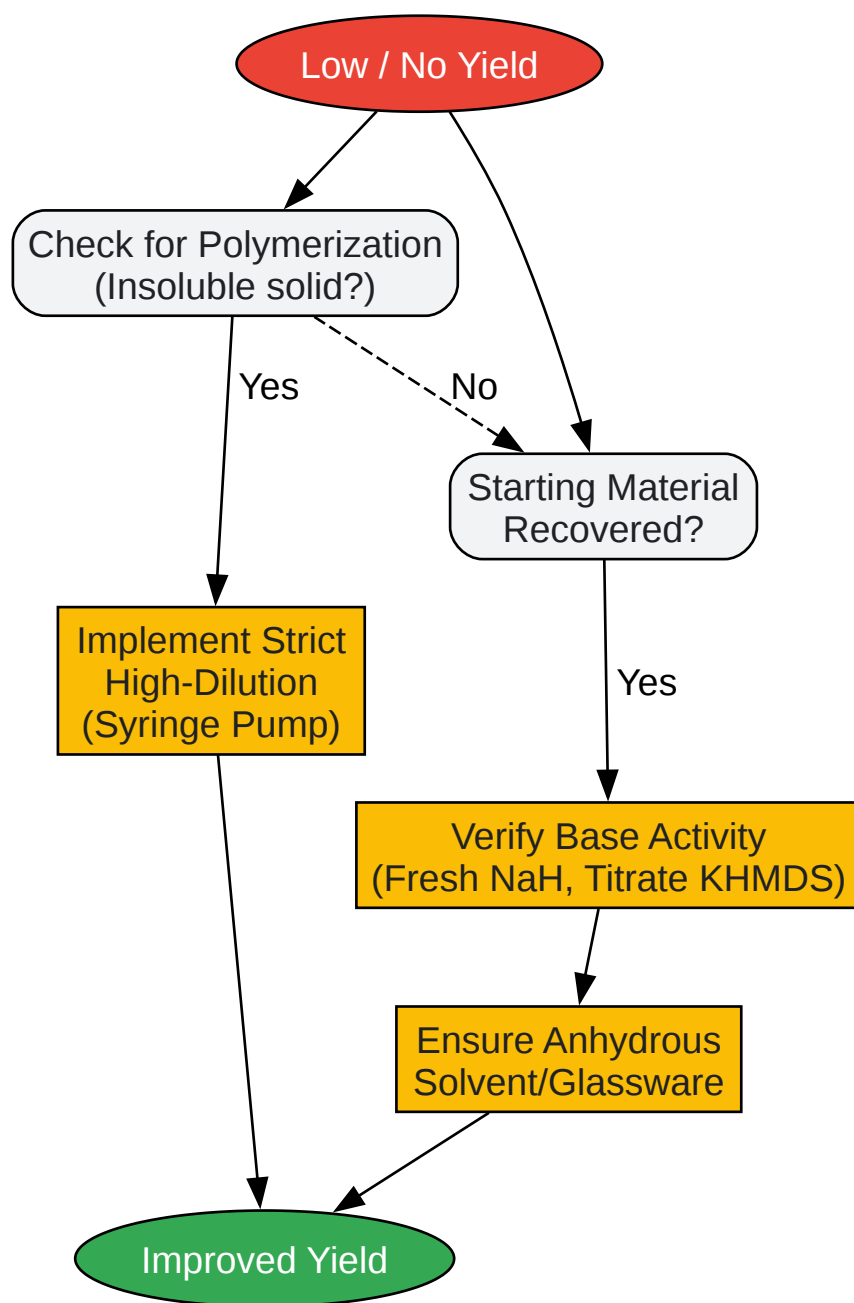 Low / No Yield
Check for Polymerization
(Insoluble solid?)
Yes
No
Starting Material
Recovered?
Implement Strict
High-Dilution
(Syringe Pump)
Yes
Verify Base Activity
(Fresh NaH, Titrate KHMDS)
Ensure Anhydrous
Solvent/Glassware
Improved Yield